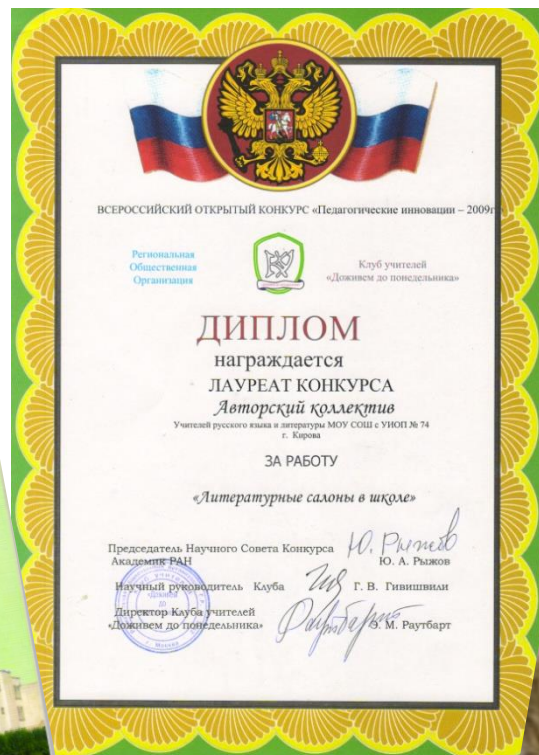 ВСЕРОССИЙСКИЙ ОТКРЫТЫЙ КОНКУРС «Педагогические инновации – 2009г
Региональная
Общественная
Организация
Клуб учителей
«Доживем до понедельника»
ДИПЛОМ
награждается
ЛАУРЕАТ КОНКУРСА
Авторский коллектив
Учителей русского языка и литературы МОУ СОШ с УИОП № 74
г. Кирова
ЗА РАБОТУ
«Литературные салоны в школе»
Председатель Научного Совета Конкурса
Академик РАН Ю. А. Рыжов
Научный руководитель Клуба Г. В. Гивишвили
Директор Клуба учителей
«Доживем до понедельника» Э. М. Раутбарт